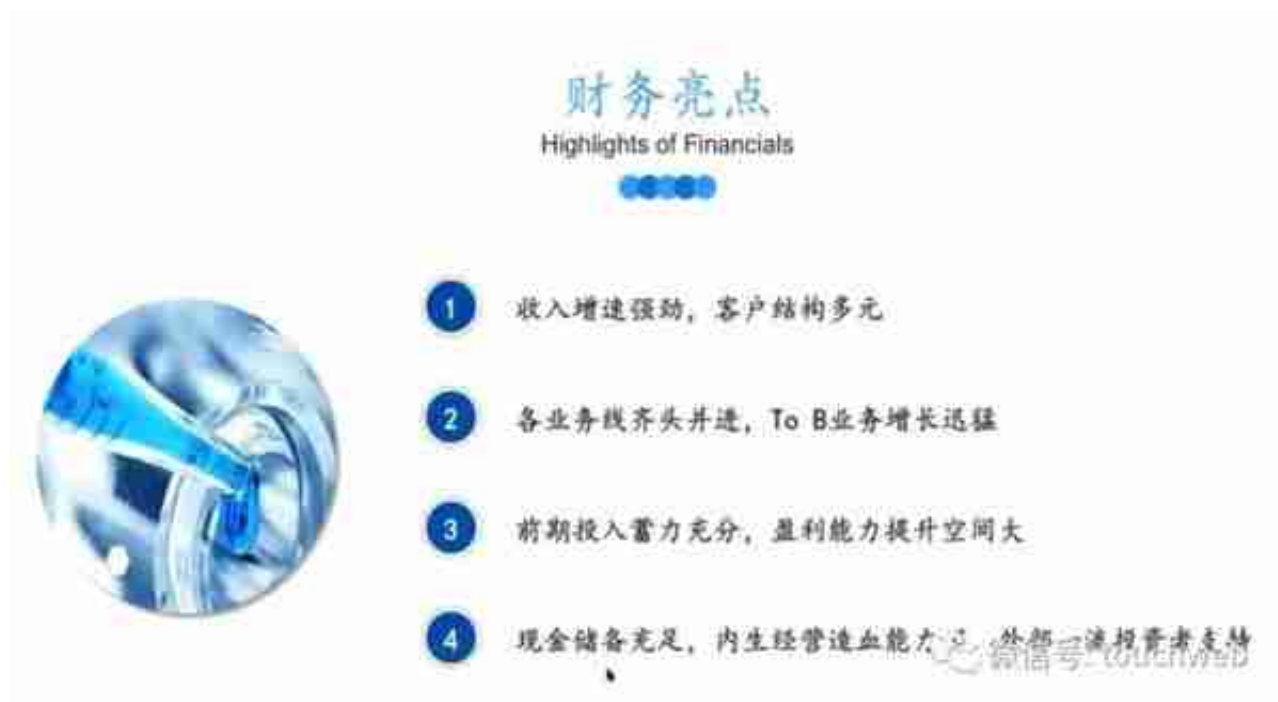 财务亮点
Highlights of Financials
1 收入增速强劲，客户结构多元
2 各业务线齐头并进，To B业务增长迅猛
3 前期投入蓄力充分，盈利能力提升空间大
4 现金储备充足，内生经营造血能力 外部一流投资者支持
微信号: touchweb